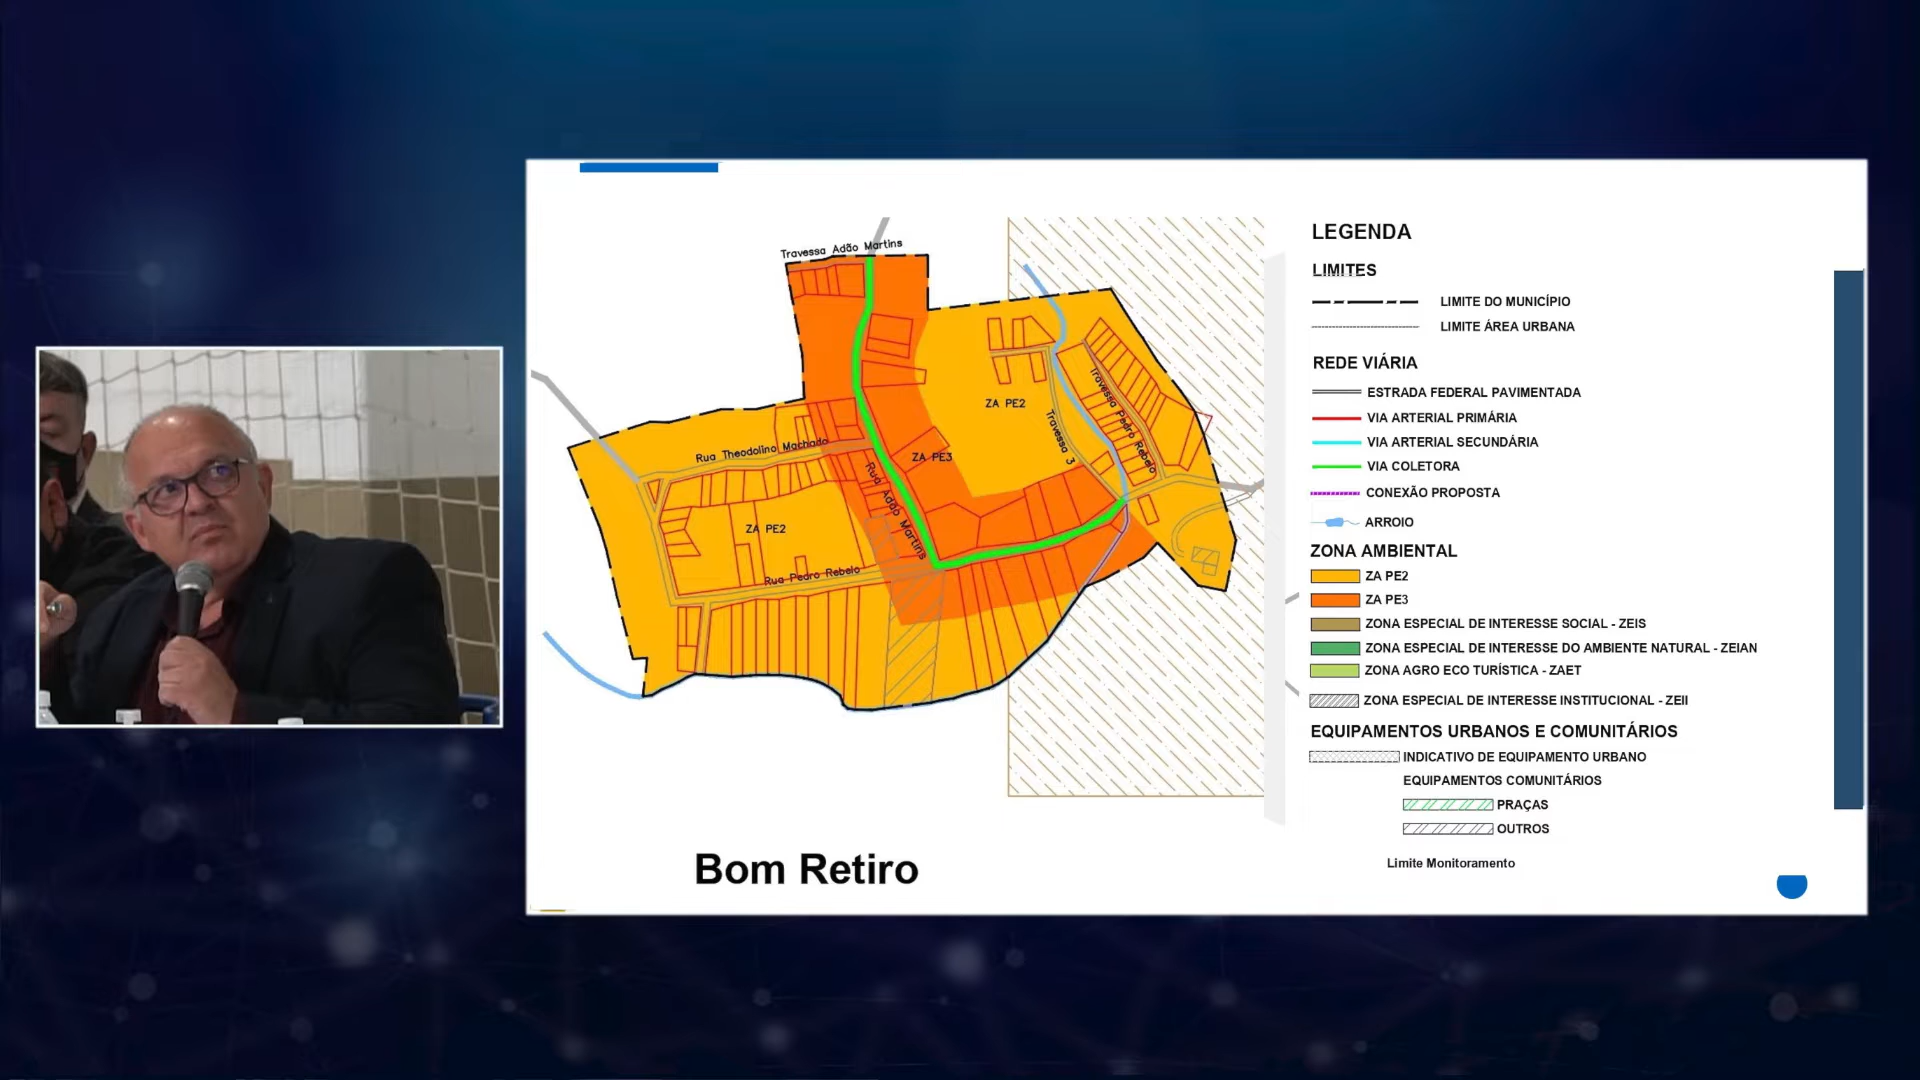 Travessa Adão Martins
ZA PE2
Travessa Pedro Rebelo
Travessa 3
Rua Theodolino Machado
ZA PE3
Rua Adão Martins
ZA PE2
Rua Pedro Rebelo
Bom Retiro
LEGENDA
LIMITES
LIMITE DO MUNICÍPIO
LIMITE ÁREA URBANA
REDE VIÁRIA
ESTRADA FEDERAL PAVIMENTADA
VIA ARTERIAL PRIMÁRIA
VIA ARTERIAL SECUNDÁRIA
VIA COLETORA
CONEXÃO PROPOSTA
ARROIO
ZONA AMBIENTAL
ZA PE2
ZA PE3
ZONA ESPECIAL DE INTERESSE SOCIAL - ZEIS
ZONA ESPECIAL DE INTERESSE DO AMBIENTE NATURAL - ZEIAN
ZONA AGRO ECO TURÍSTICA - ZAET
ZONA ESPECIAL DE INTERESSE INSTITUCIONAL - ZEII
EQUIPAMENTOS URBANOS E COMUNITÁRIOS
INDICATIVO DE EQUIPAMENTO URBANO
EQUIPAMENTOS COMUNITÁRIOS
PRAÇAS
OUTROS
Limite Monitoramento